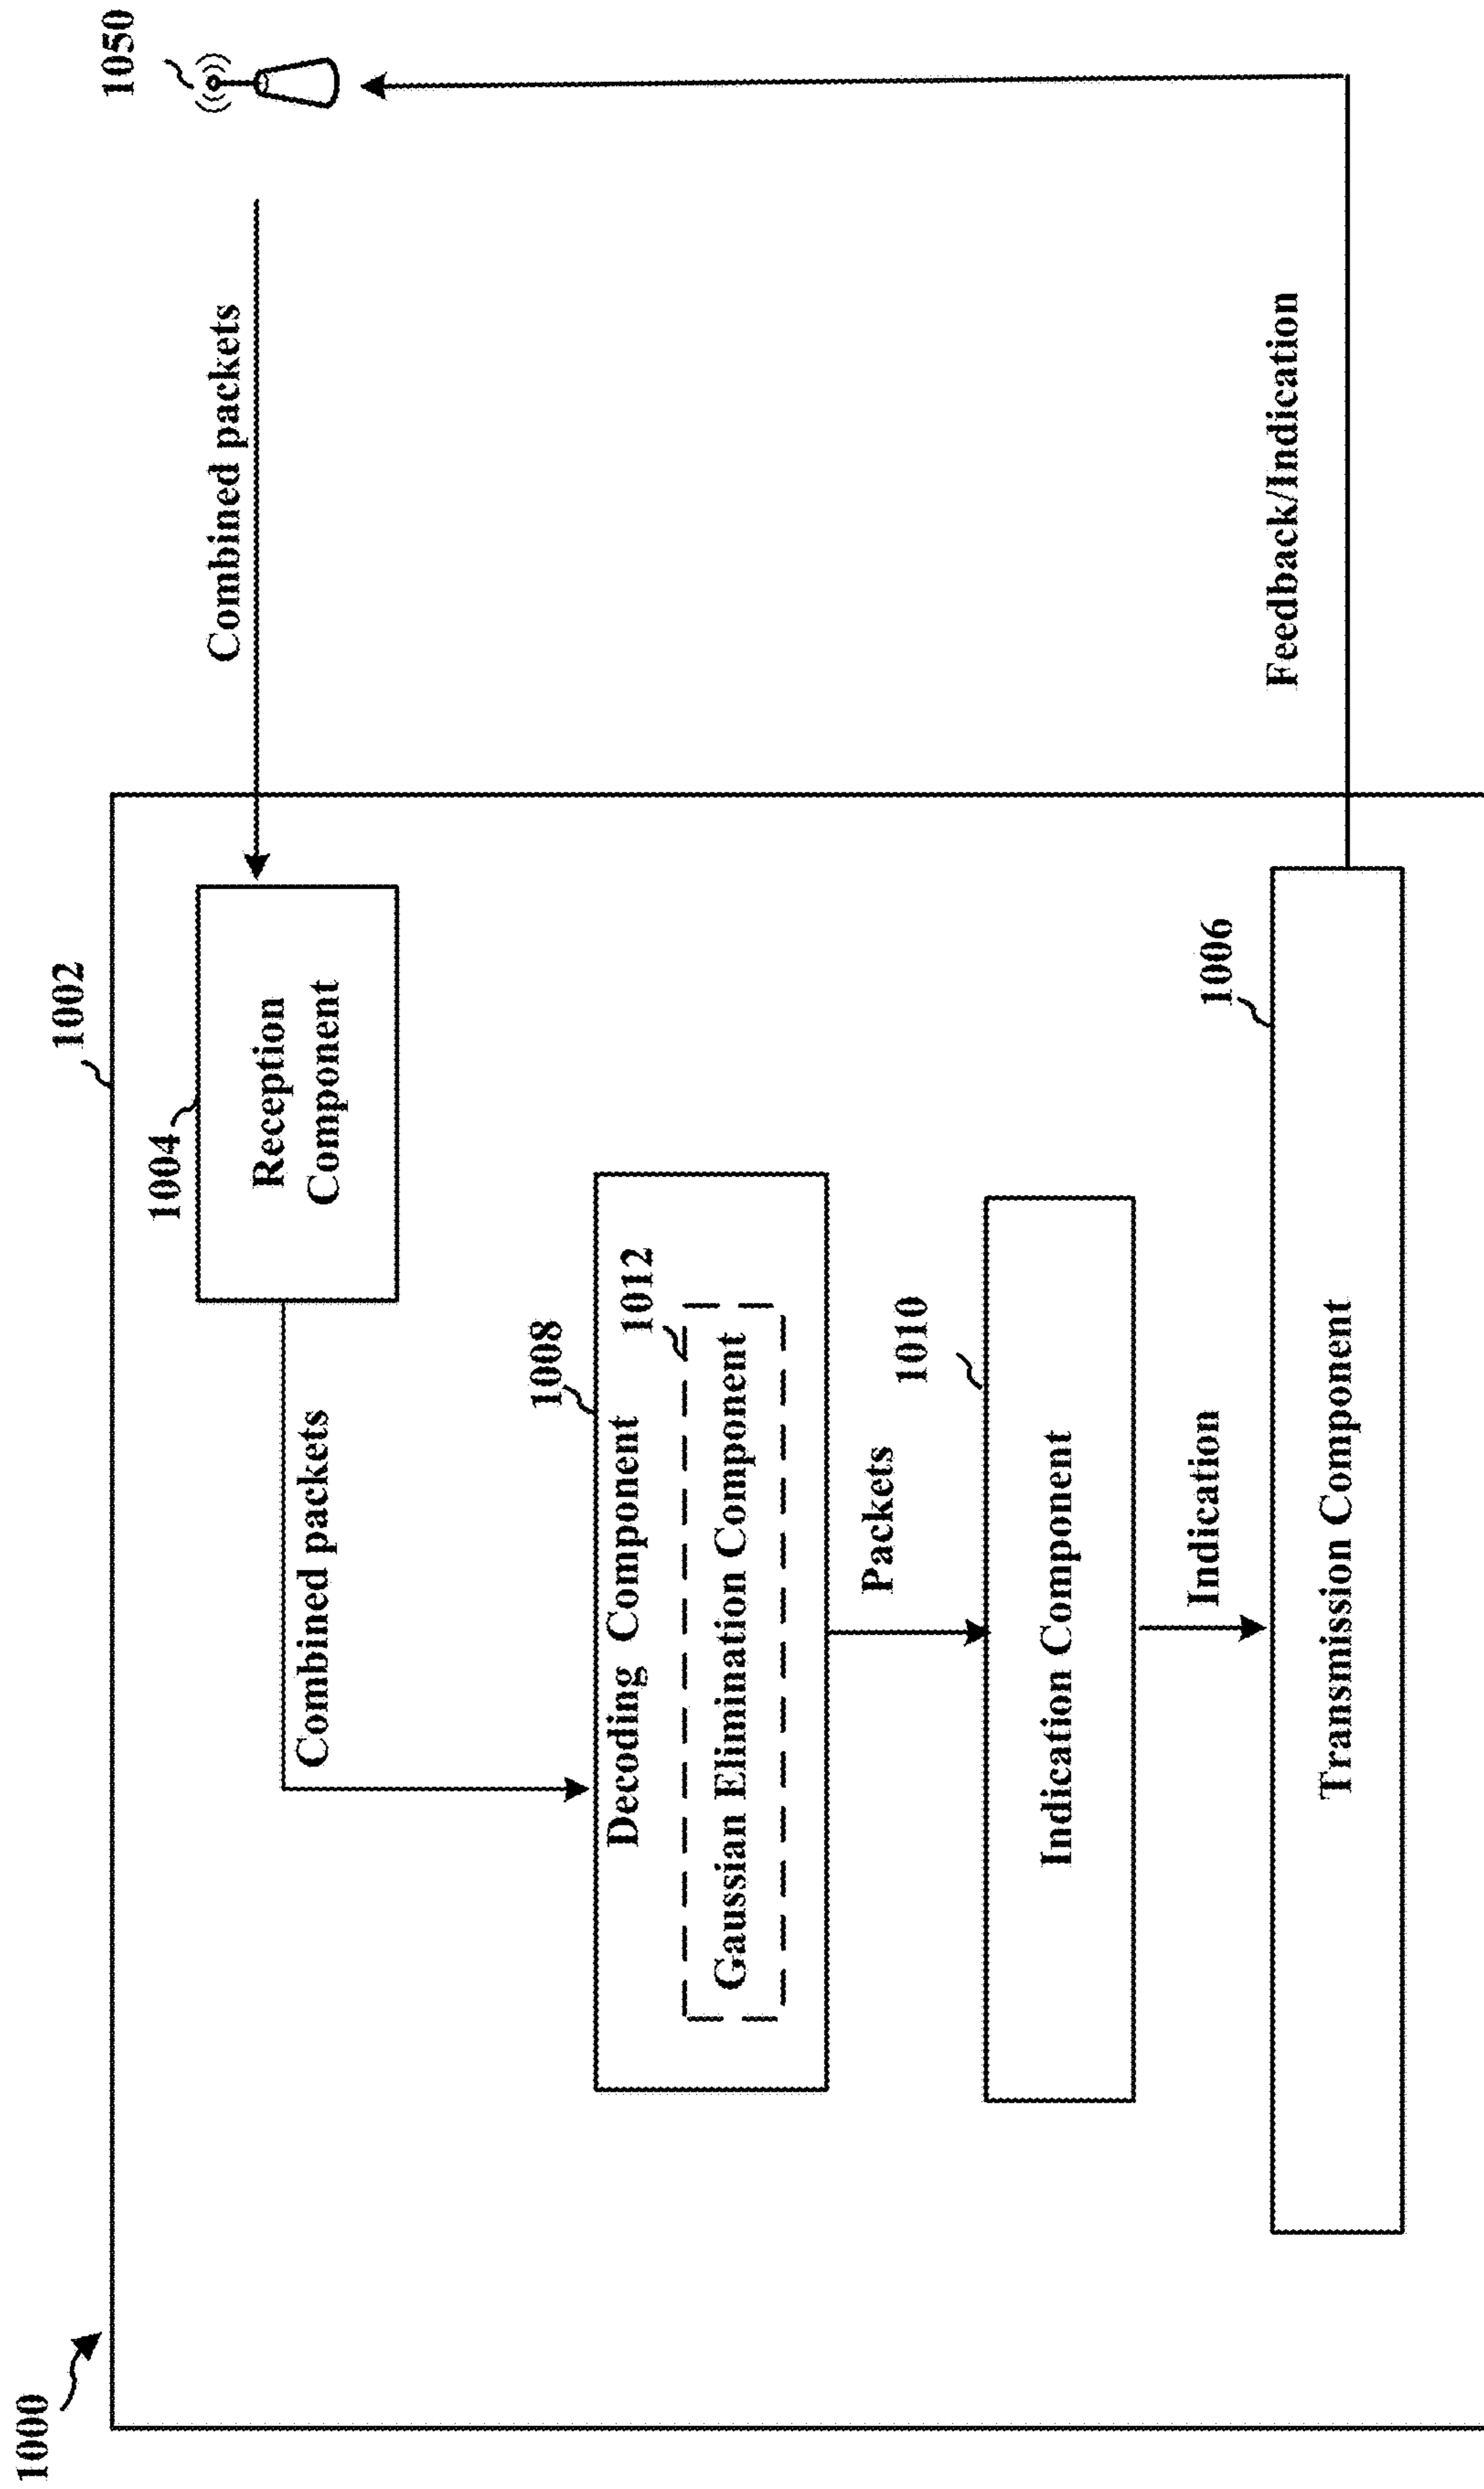 1000
1002
1050
1004
Reception
Component
Combined packets
Combined packets
1008
Decoding Component
1012
Gaussian Elimination Component
Packets
1010
Indication Component
Indication
1006
Transmission Component
Feedback/Indication